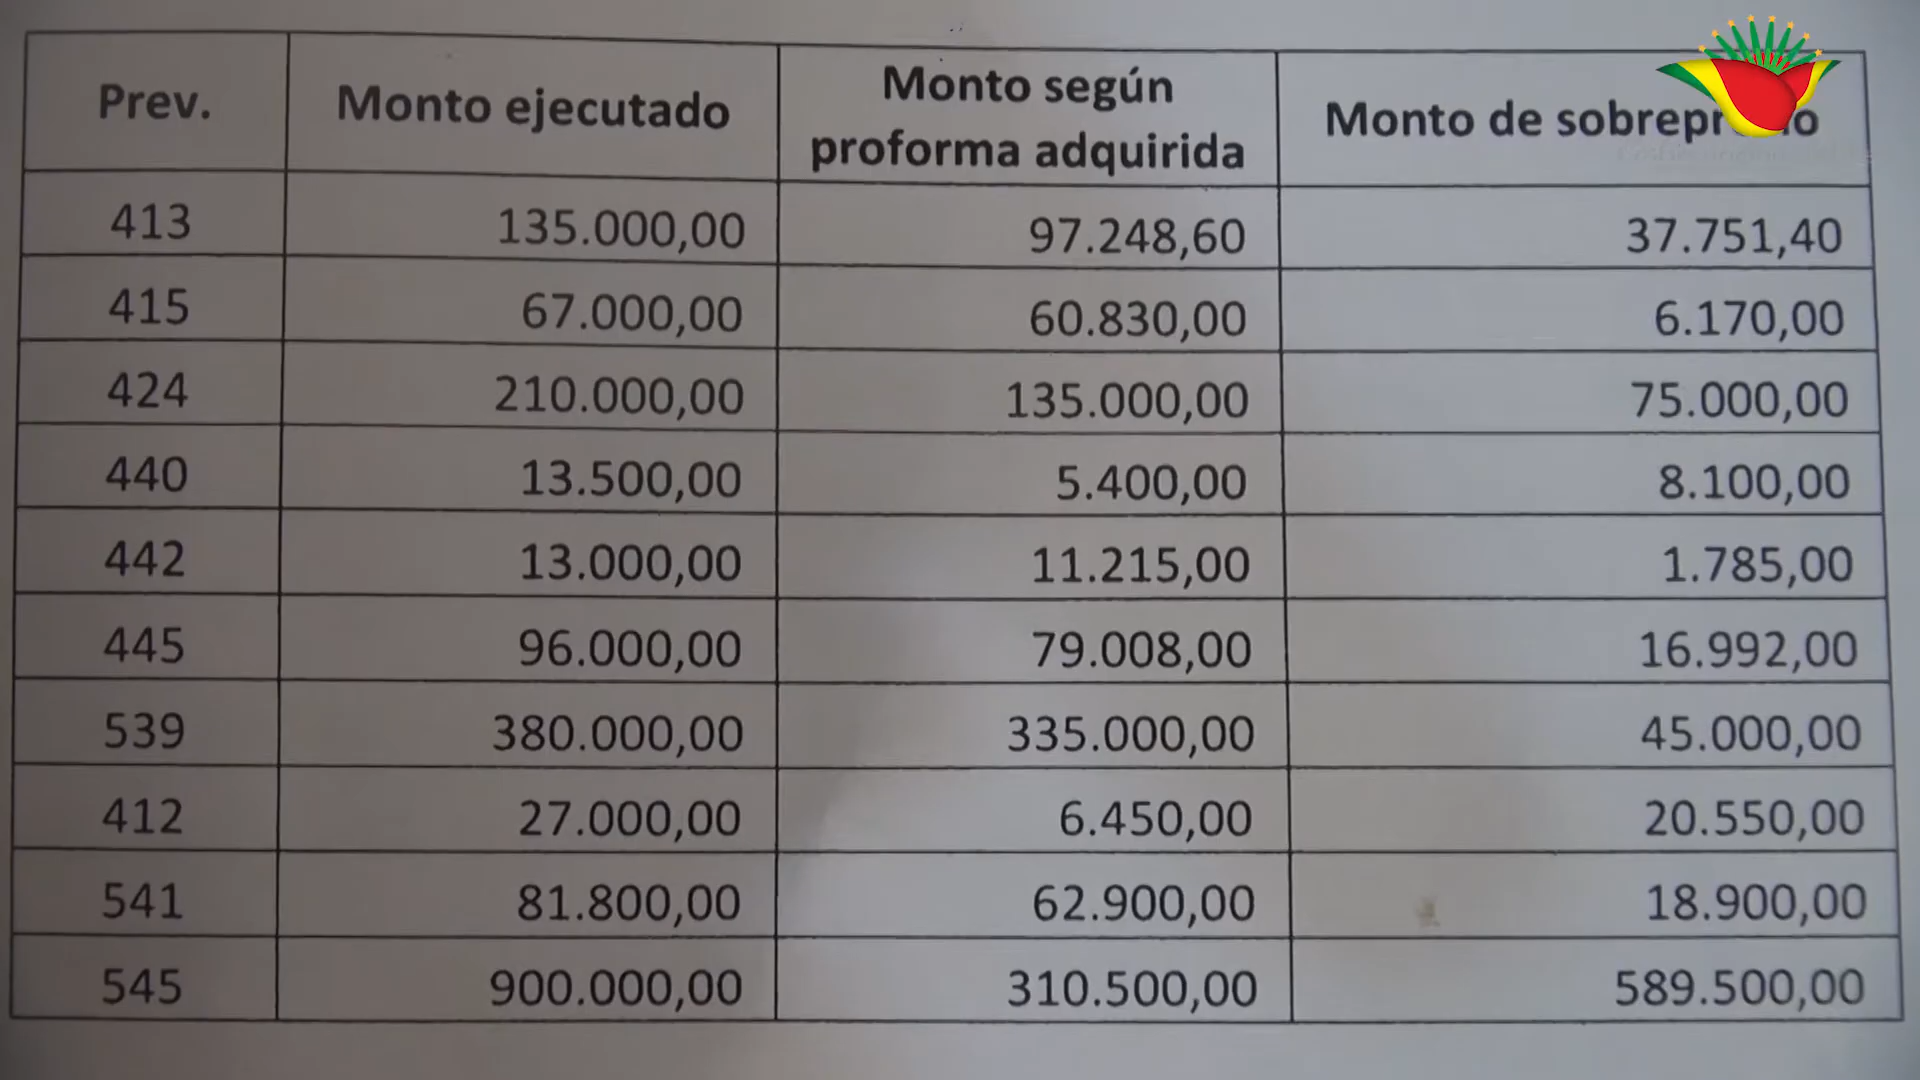 Prev. Monto ejecutado Monto según proforma adquirida Monto de
413 135.000,00 97.248,60 37.751,40
415 67.000,00 60.830,00 6.170,00
424 210.000,00 135.000,00 75.000,00
440 13.500,00 5.400,00 8.100,00
442 13.000,00 11.215,00 1.785,00
445 96.000,00 79.008,00 16.992,00
539 380.000,00 335.000,00 45.000,00
412 27.000,00 6.450,00 20.550,00
541 81.800,00 62.900,00 18.900,00
545 900.000,00 310.500,00 589.500,00